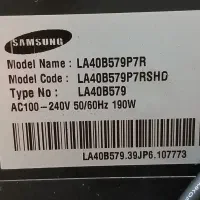 SAMSUNG
Model Name : LA40B579P7R
Model Code : LA40B579P7RSHC
Type No : LA40B579
AC100-240V 50/60Hz 190W
LA40B579.39JP6.107773